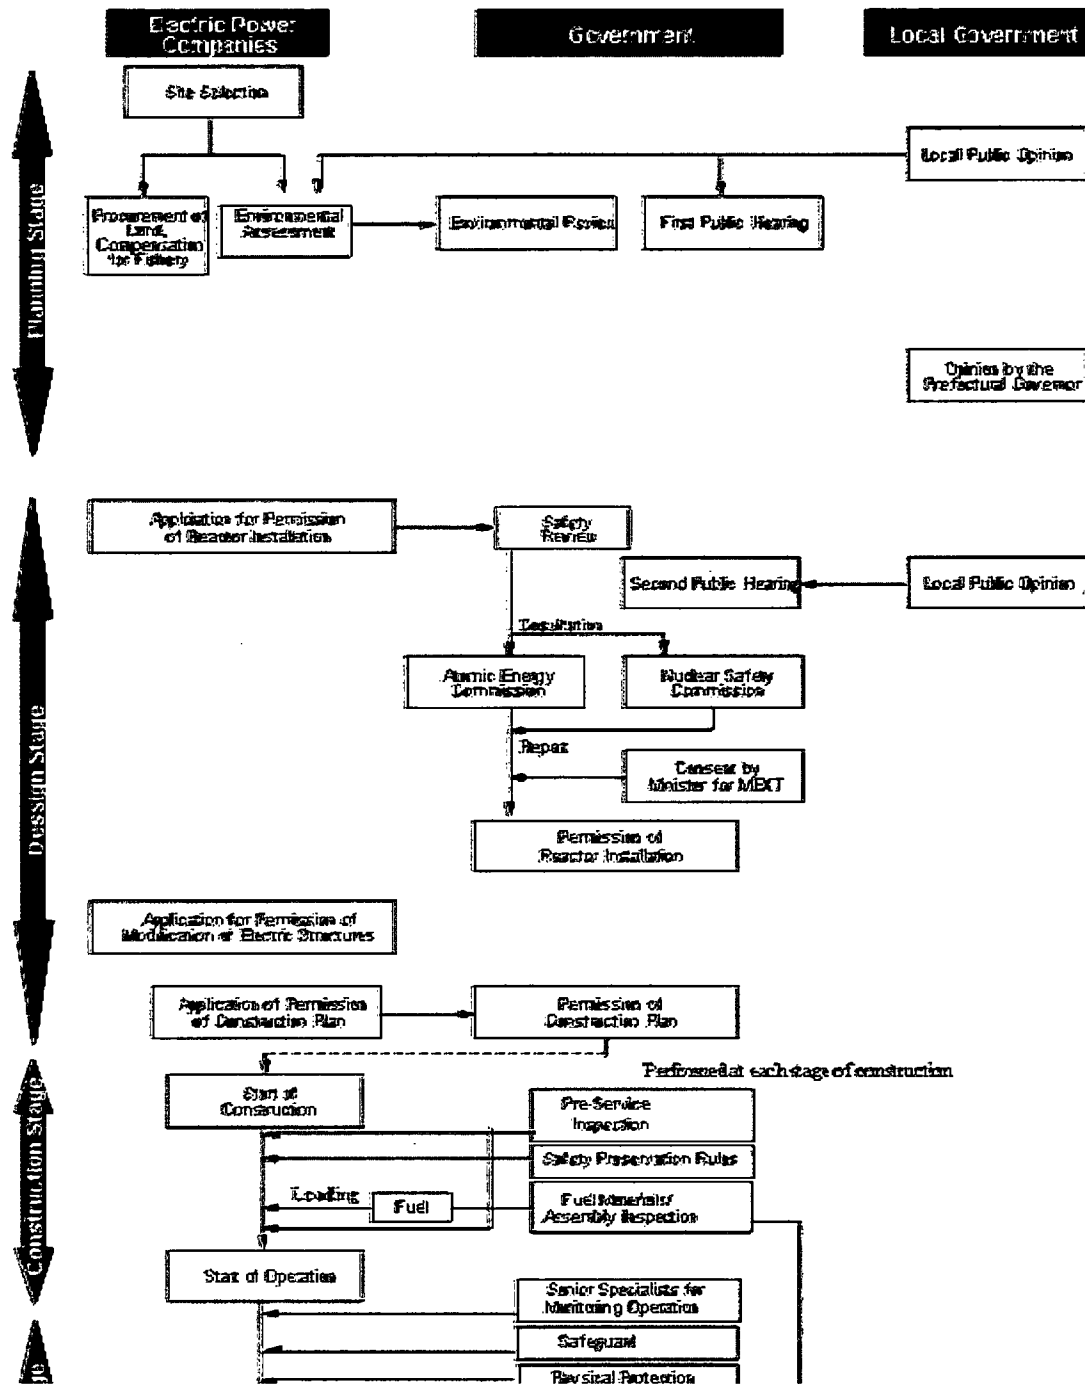 Electric Power
Companies
Government
Local Government
Planning Stage
Site Selection
Local Public Opinion
Procurement of
Land,
Compensation
for Fishery
Environmental
Assessment
Environmental Review
First Public Hearing
Opinion by the
Prefectural Governor
Dessign Stage
Application for Permission
of Reactor Installation
Safety
Review
Second Public Hearing
Local Public Opinion
Atomic Energy
Commission
Nuclear Safety
Commission
Report
Consent by
Minister for MEXT
Permission of
Reactor Installation
Application for Permission of
Modification of Electric Structures
Application of Permission
of Construction Plan
Permission of
Construction Plan
Construction stage
Performed at each stage of construction
Start of
Construction
Pre-Service
Inspection
Safety Preservation Rules
Loading
Fuel
Fuel Materials/
Assembly Inspection
Start of Operation
Senior Specialists for
Monitoring Operation
Safeguard
Physical Protection